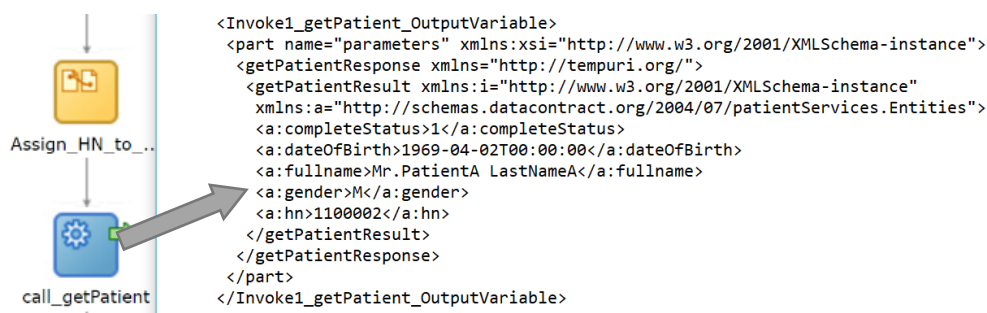 Assign_HN_to_..
call_getPatient
<Invoke1_getPatient_OutputVariable>
<part name="parameters" xmlns:xsi="http://www.w3.org/2001/XMLSchema-instance">
<getPatientResponse xmlns="http://tempuri.org/">
<getPatientResult xmlns:i="http://www.w3.org/2001/XMLSchema-instance"
xmlns:a="http://schemas.datacontract.org/2004/07/patientServices.Entities">
<a:completeStatus>1</a:completeStatus>
<a:dateOfBirth>1969-04-02T00:00:00</a:dateOfBirth>
<a:fullname>Mr.PatientA LastNameA</a:fullname>
<a:gender>M</a:gender>
<a:hn>1100002</a:hn>
</getPatientResult>
</getPatientResponse>
</part>
</Invoke1_getPatient_OutputVariable>